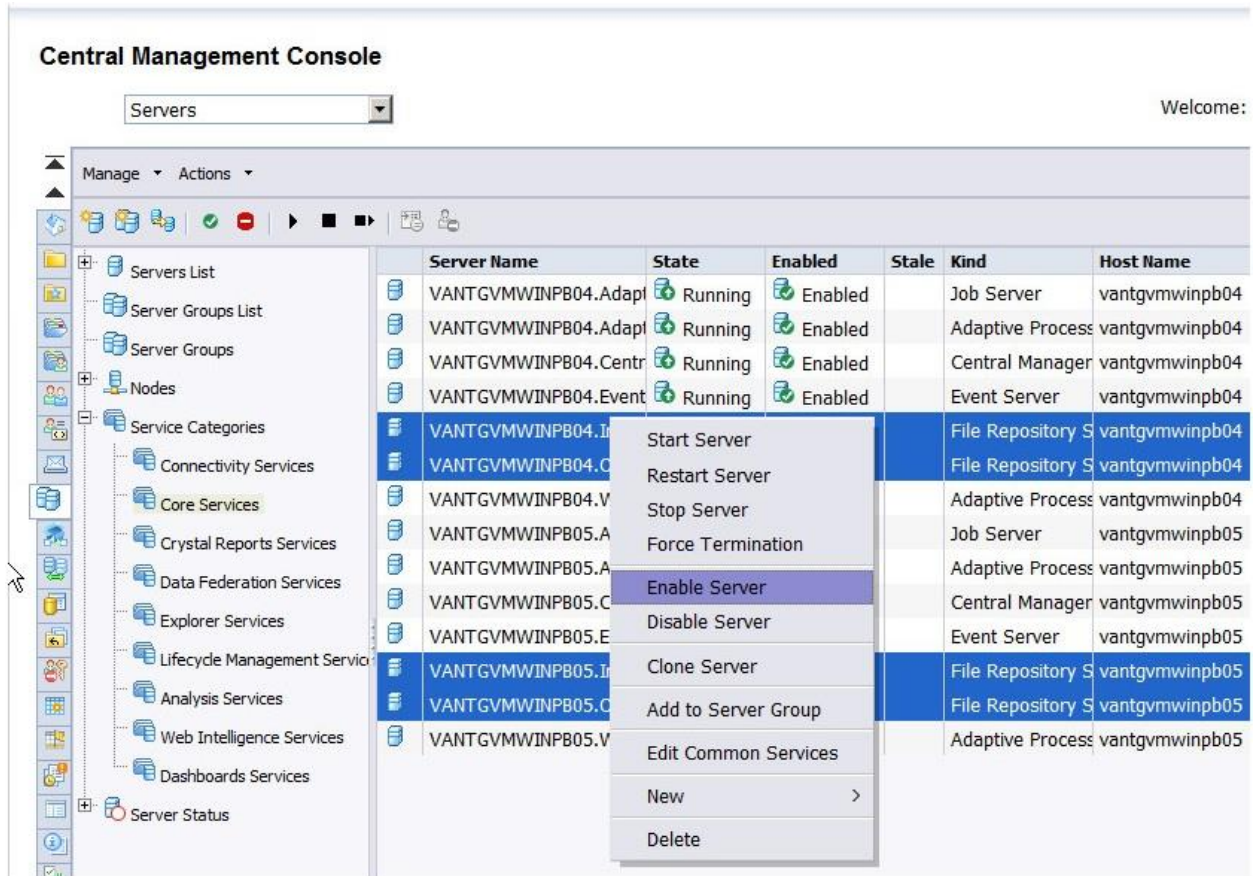 Central Management Console
Servers
Welcome:
Manage Actions
Servers List
Server Groups List
Server Groups
Nodes
Service Categories
Connectivity Services
Core Services
Crystal Reports Services
Data Federation Services
Explorer Services
Lifecycle Management Servic
Analysis Services
Web Intelligence Services
Dashboards Services
Server Status
Server Name State Enabled Stale Kind Host Name
VANTGVMWINPB04.Adapt Running Enabled Job Server vantgvmwinpb04
VANTGVMWINPB04.Adapt Running Enabled Adaptive Process vantgvmwinpb04
VANTGVMWINPB04.Centr Running Enabled Central Manager vantgvmwinpb04
VANTGVMWINPB04.Event Running Enabled Event Server vantgvmwinpb04
VANTGVMWINPB04.In File Repository S vantgvmwinpb04
VANTGVMWINPB04.O File Repository S vantgvmwinpb04
VANTGVMWINPB04.W Adaptive Process vantgvmwinpb04
VANTGVMWINPB05.A Job Server vantgvmwinpb05
VANTGVMWINPB05.A Adaptive Process vantgvmwinpb05
VANTGVMWINPB05.C Central Manager vantgvmwinpb05
VANTGVMWINPB05.E Event Server vantgvmwinpb05
VANTGVMWINPB05.In File Repository S vantgvmwinpb05
VANTGVMWINPB05.O File Repository S vantgvmwinpb05
VANTGVMWINPB05.W Adaptive Process vantgvmwinpb05
Start Server
Restart Server
Stop Server
Force Termination
Enable Server
Disable Server
Clone Server
Add to Server Group
Edit Common Services
New
Delete